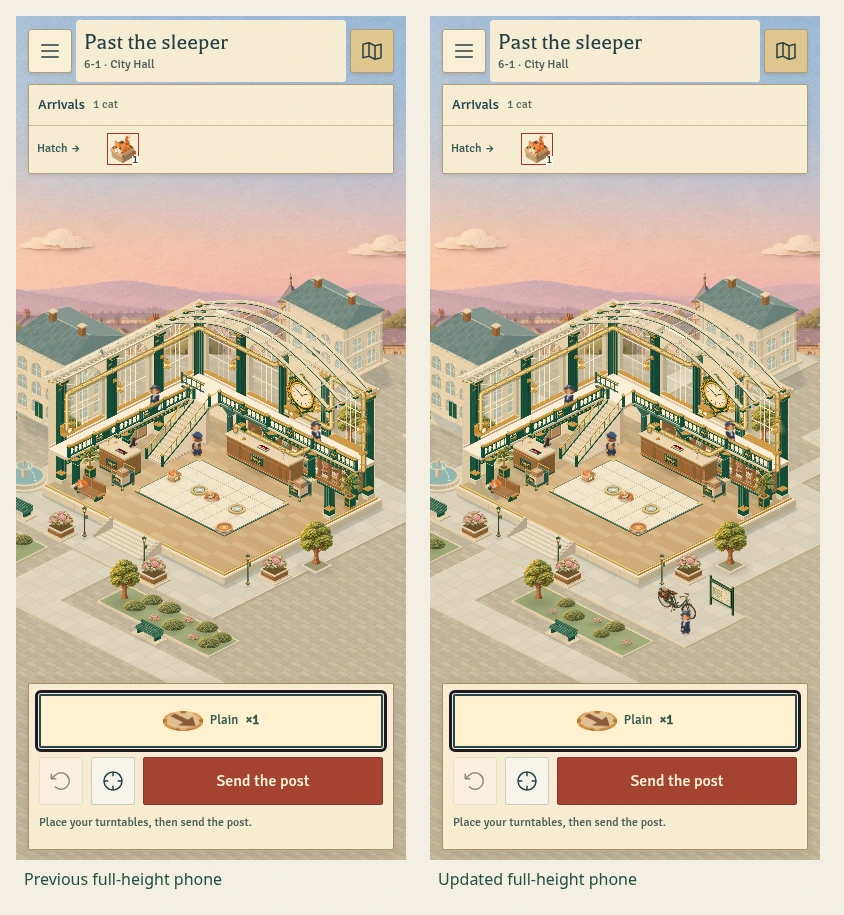 Past the sleeper
6-1 · City Hall
Arrivals 1 cat
Hatch →
1
Plain ×1
Send the post
Place your turntables, then send the post.
Previous full-height phone
Past the sleeper
6-1 · City Hall
Arrivals 1 cat
Hatch →
1
Plain ×1
Send the post
Place your turntables, then send the post.
Updated full-height phone